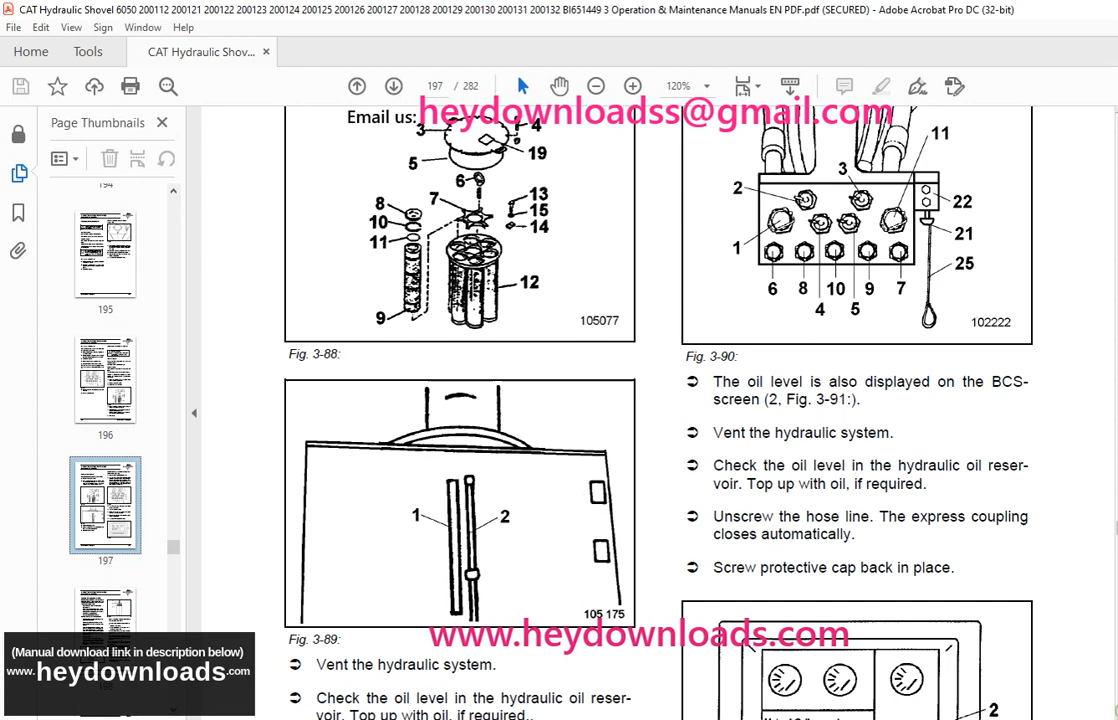 CAT Hydraulic Shovel 6050 200112 200121 200122 200123 200124 200125 200126 200127 200128 200129 200130 200131 200132 BI651449 3 Operation & Maintenance Manuals EN PDF.pdf (SECURED) - Adobe Acrobat Pro DC (32-bit)
File Edit View Sign Window Help
Home Tools CAT Hydraulic Shov... ×
197 / 282 120%
Page Thumbnails
194
195
196
197
198
Email us: heydownloadss@gmail.com
3
4
19
5
6
7
13
8
15
10
14
11
12
9
105077
Fig. 3-88:
1
2
105 175
Fig. 3-89:
Vent the hydraulic system.
Check the oil level in the hydraulic oil reser-
voir. Top up with oil, if required..
11
3
2
22
1
21
25
6 8 10 9 7
4 5
102222
Fig. 3-90:
The oil level is also displayed on the BCS-
screen (2, Fig. 3-91:).
Vent the hydraulic system.
Check the oil level in the hydraulic oil reser-
voir. Top up with oil, if required.
Unscrew the hose line. The express coupling
closes automatically.
Screw protective cap back in place.
2
www.heydownloads.com
(Manual download link in description below)
www.heydownloads.com